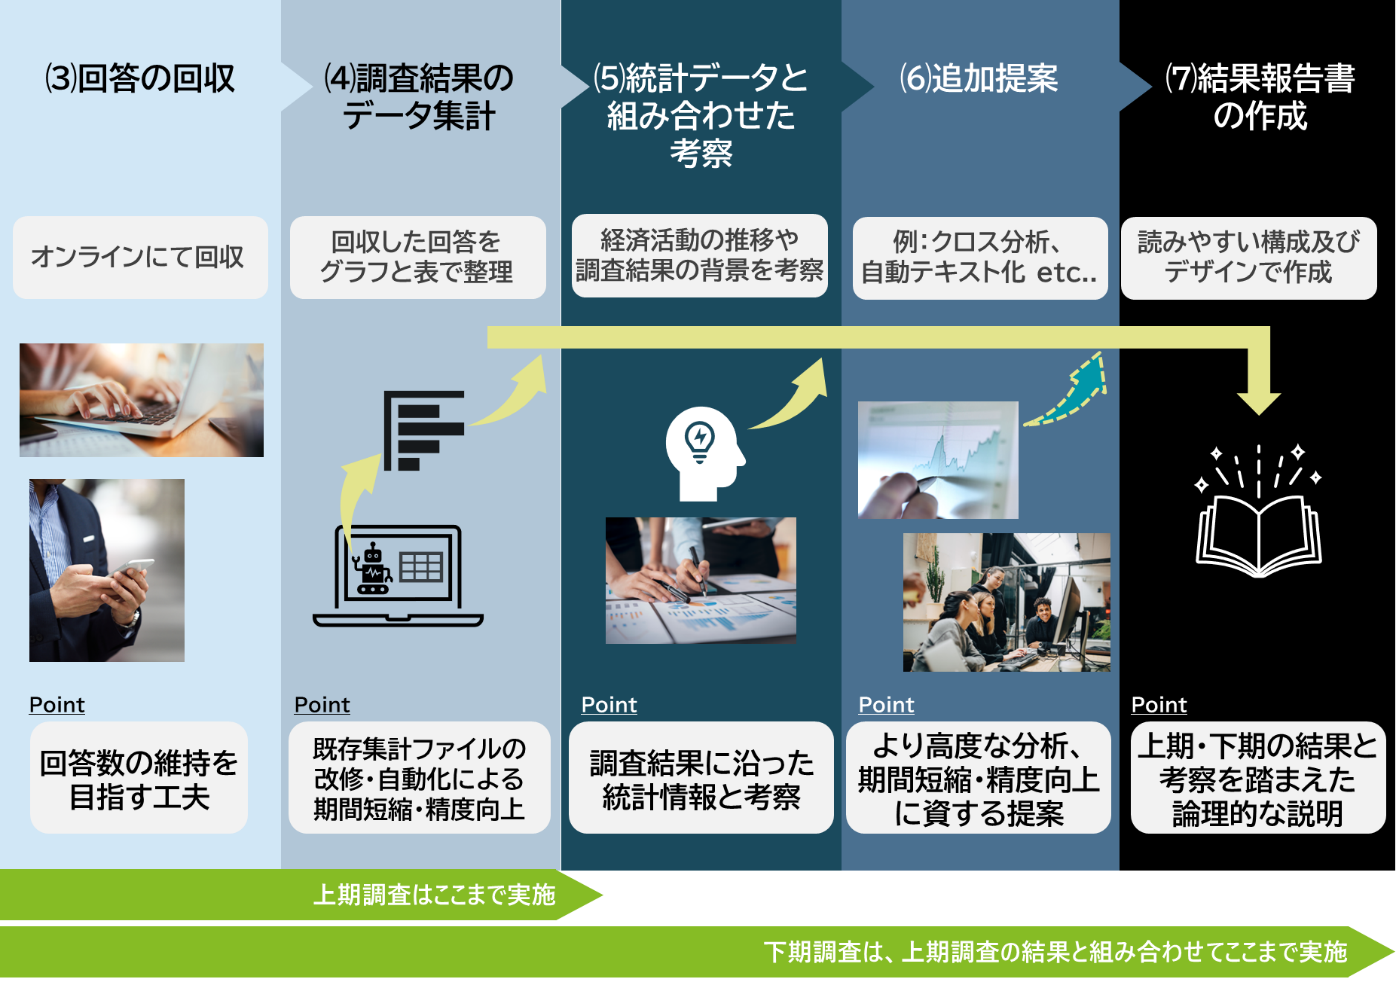 ⑶回答の回収
⑷調査結果の
データ集計
⑸統計データと
組み合わせた
考察
⑹追加提案
⑺結果報告書
の作成
オンラインにて回収
回収した回答を
グラフと表で整理
経済活動の推移や
調査結果の背景を考察
例：クロス分析、
自動テキスト化 etc..
読みやすい構成及び
デザインで作成
Point
回答数の維持を
目指す工夫
Point
既存集計ファイルの
改修・自動化による
期間短縮・精度向上
Point
調査結果に沿った
統計情報と考察
Point
より高度な分析、
期間短縮・精度向上
に資する提案
Point
上期・下期の結果と
考察を踏まえた
論理的な説明
上期調査はここまで実施
下期調査は、上期調査の結果と組み合わせてここまで実施